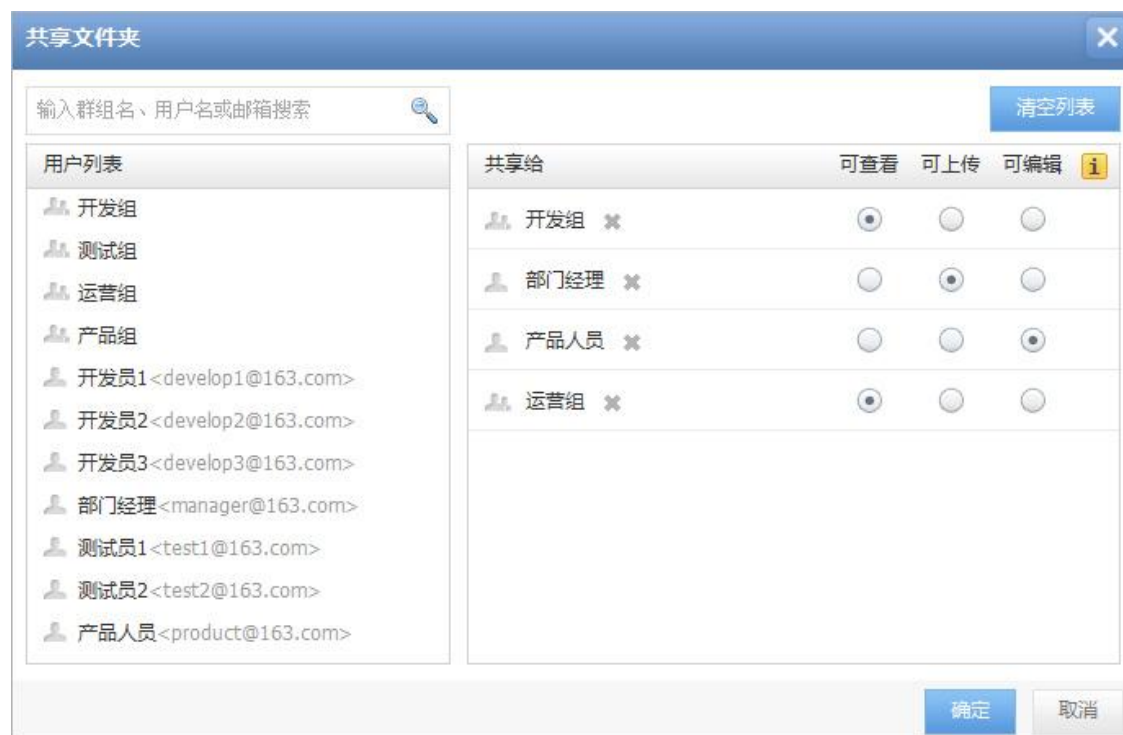 共享文件夹
输入群组名、用户名或邮箱搜索
清空列表
用户列表
开发组
测试组
运营组
产品组
开发员1<develop1@163.com>
开发员2<develop2@163.com>
开发员3<develop3@163.com>
部门经理<manager@163.com>
测试员1<test1@163.com>
测试员2<test2@163.com>
产品人员<product@163.com>
共享给 可查看 可上传 可编辑 i
开发组
部门经理
产品人员
运营组
确定 取消